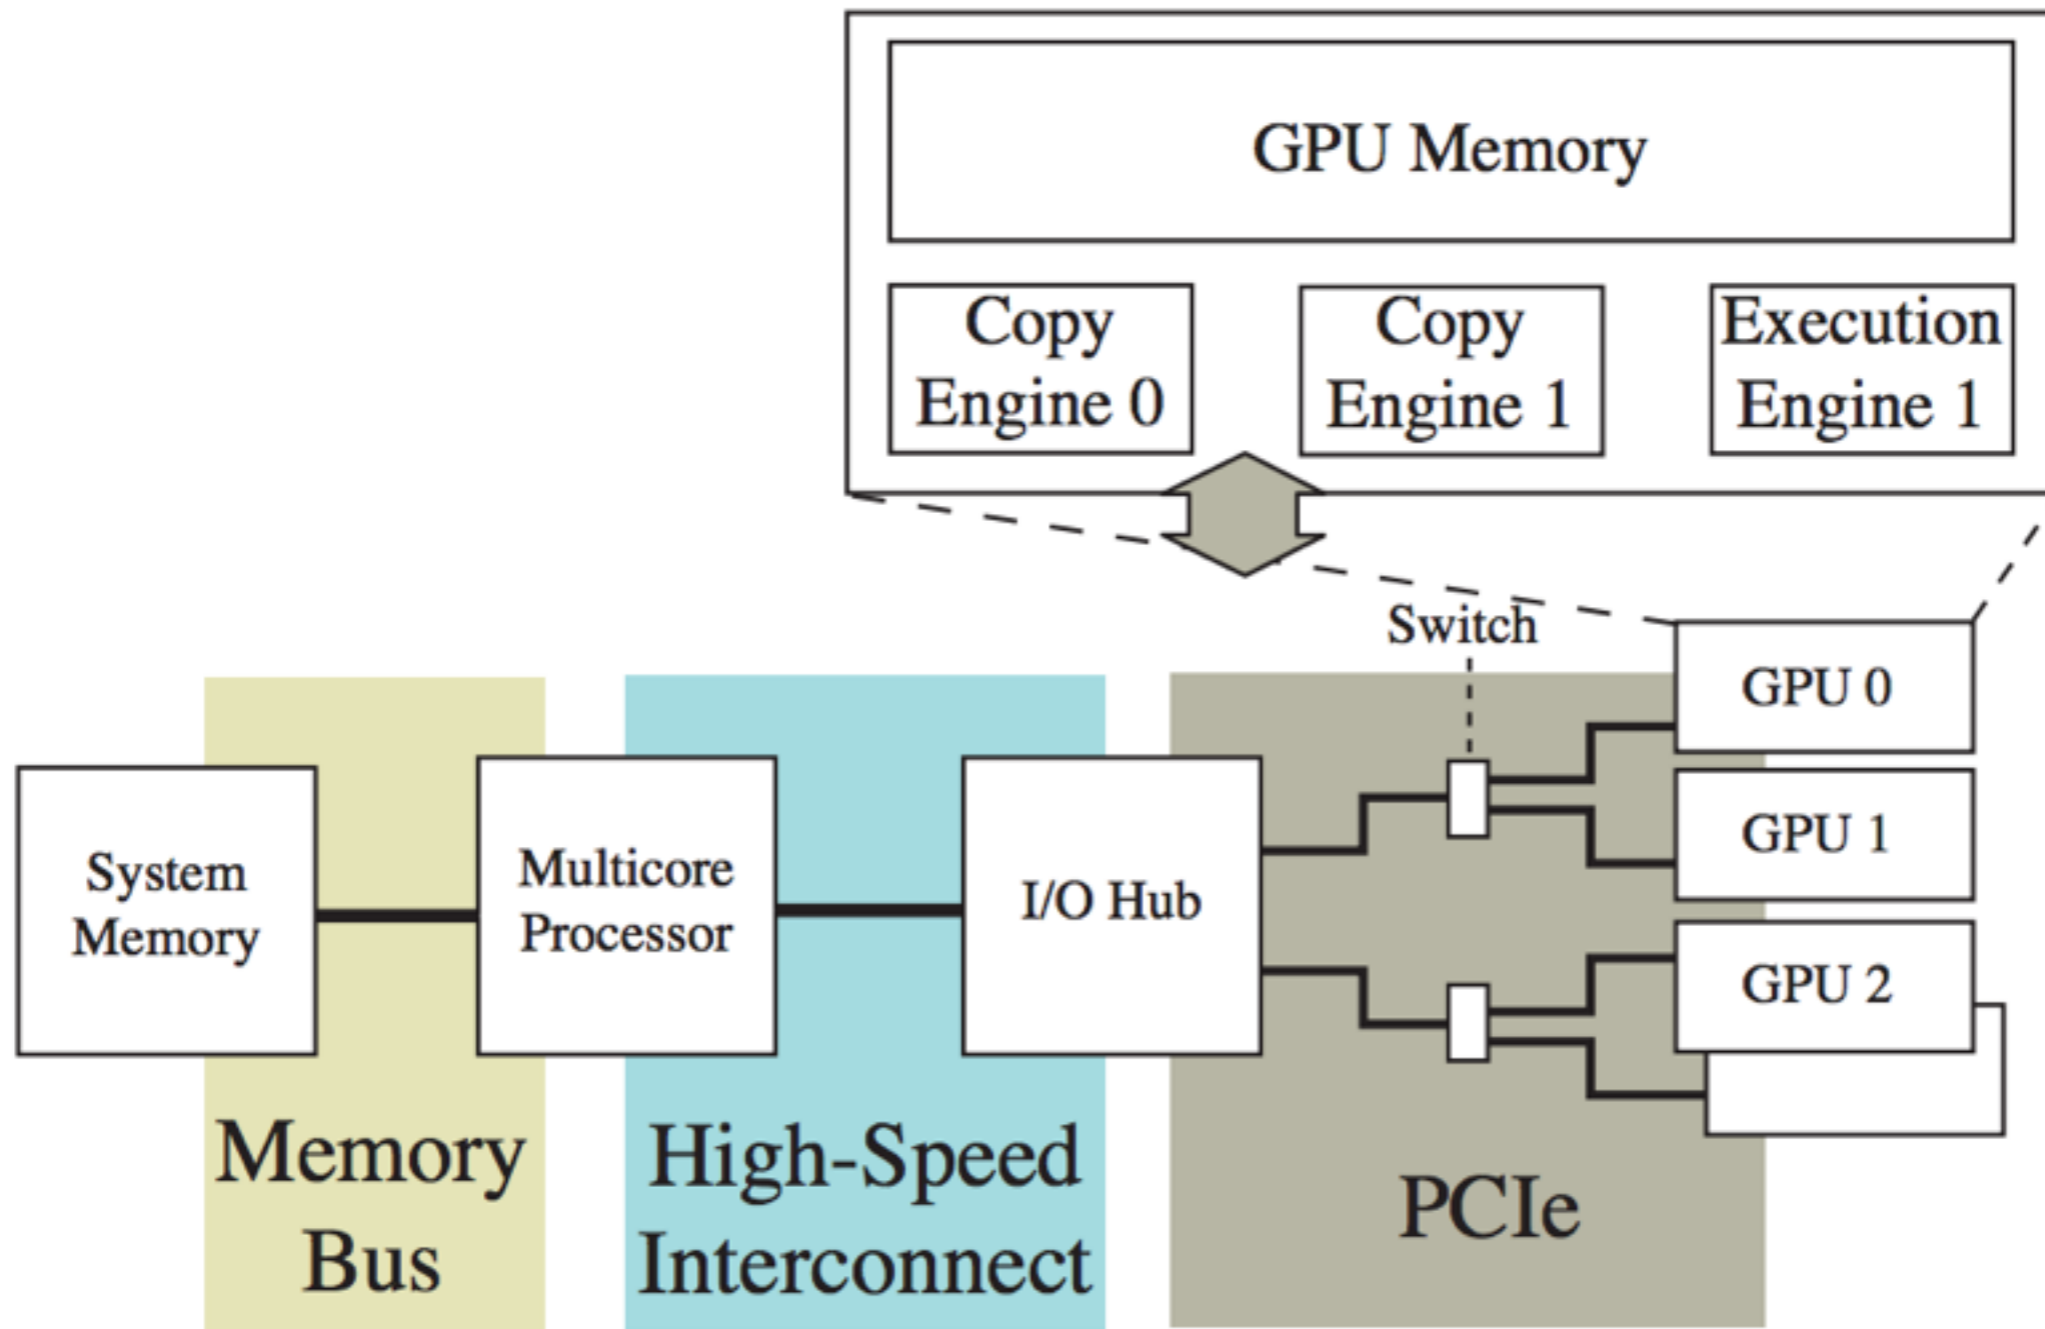 GPU Memory
Copy
Engine 0
Copy
Engine 1
Execution
Engine 1
Switch
GPU 0
GPU 1
GPU 2
System
Memory
Multicore
Processor
I/O Hub
Memory
Bus
High-Speed
Interconnect
PCIe